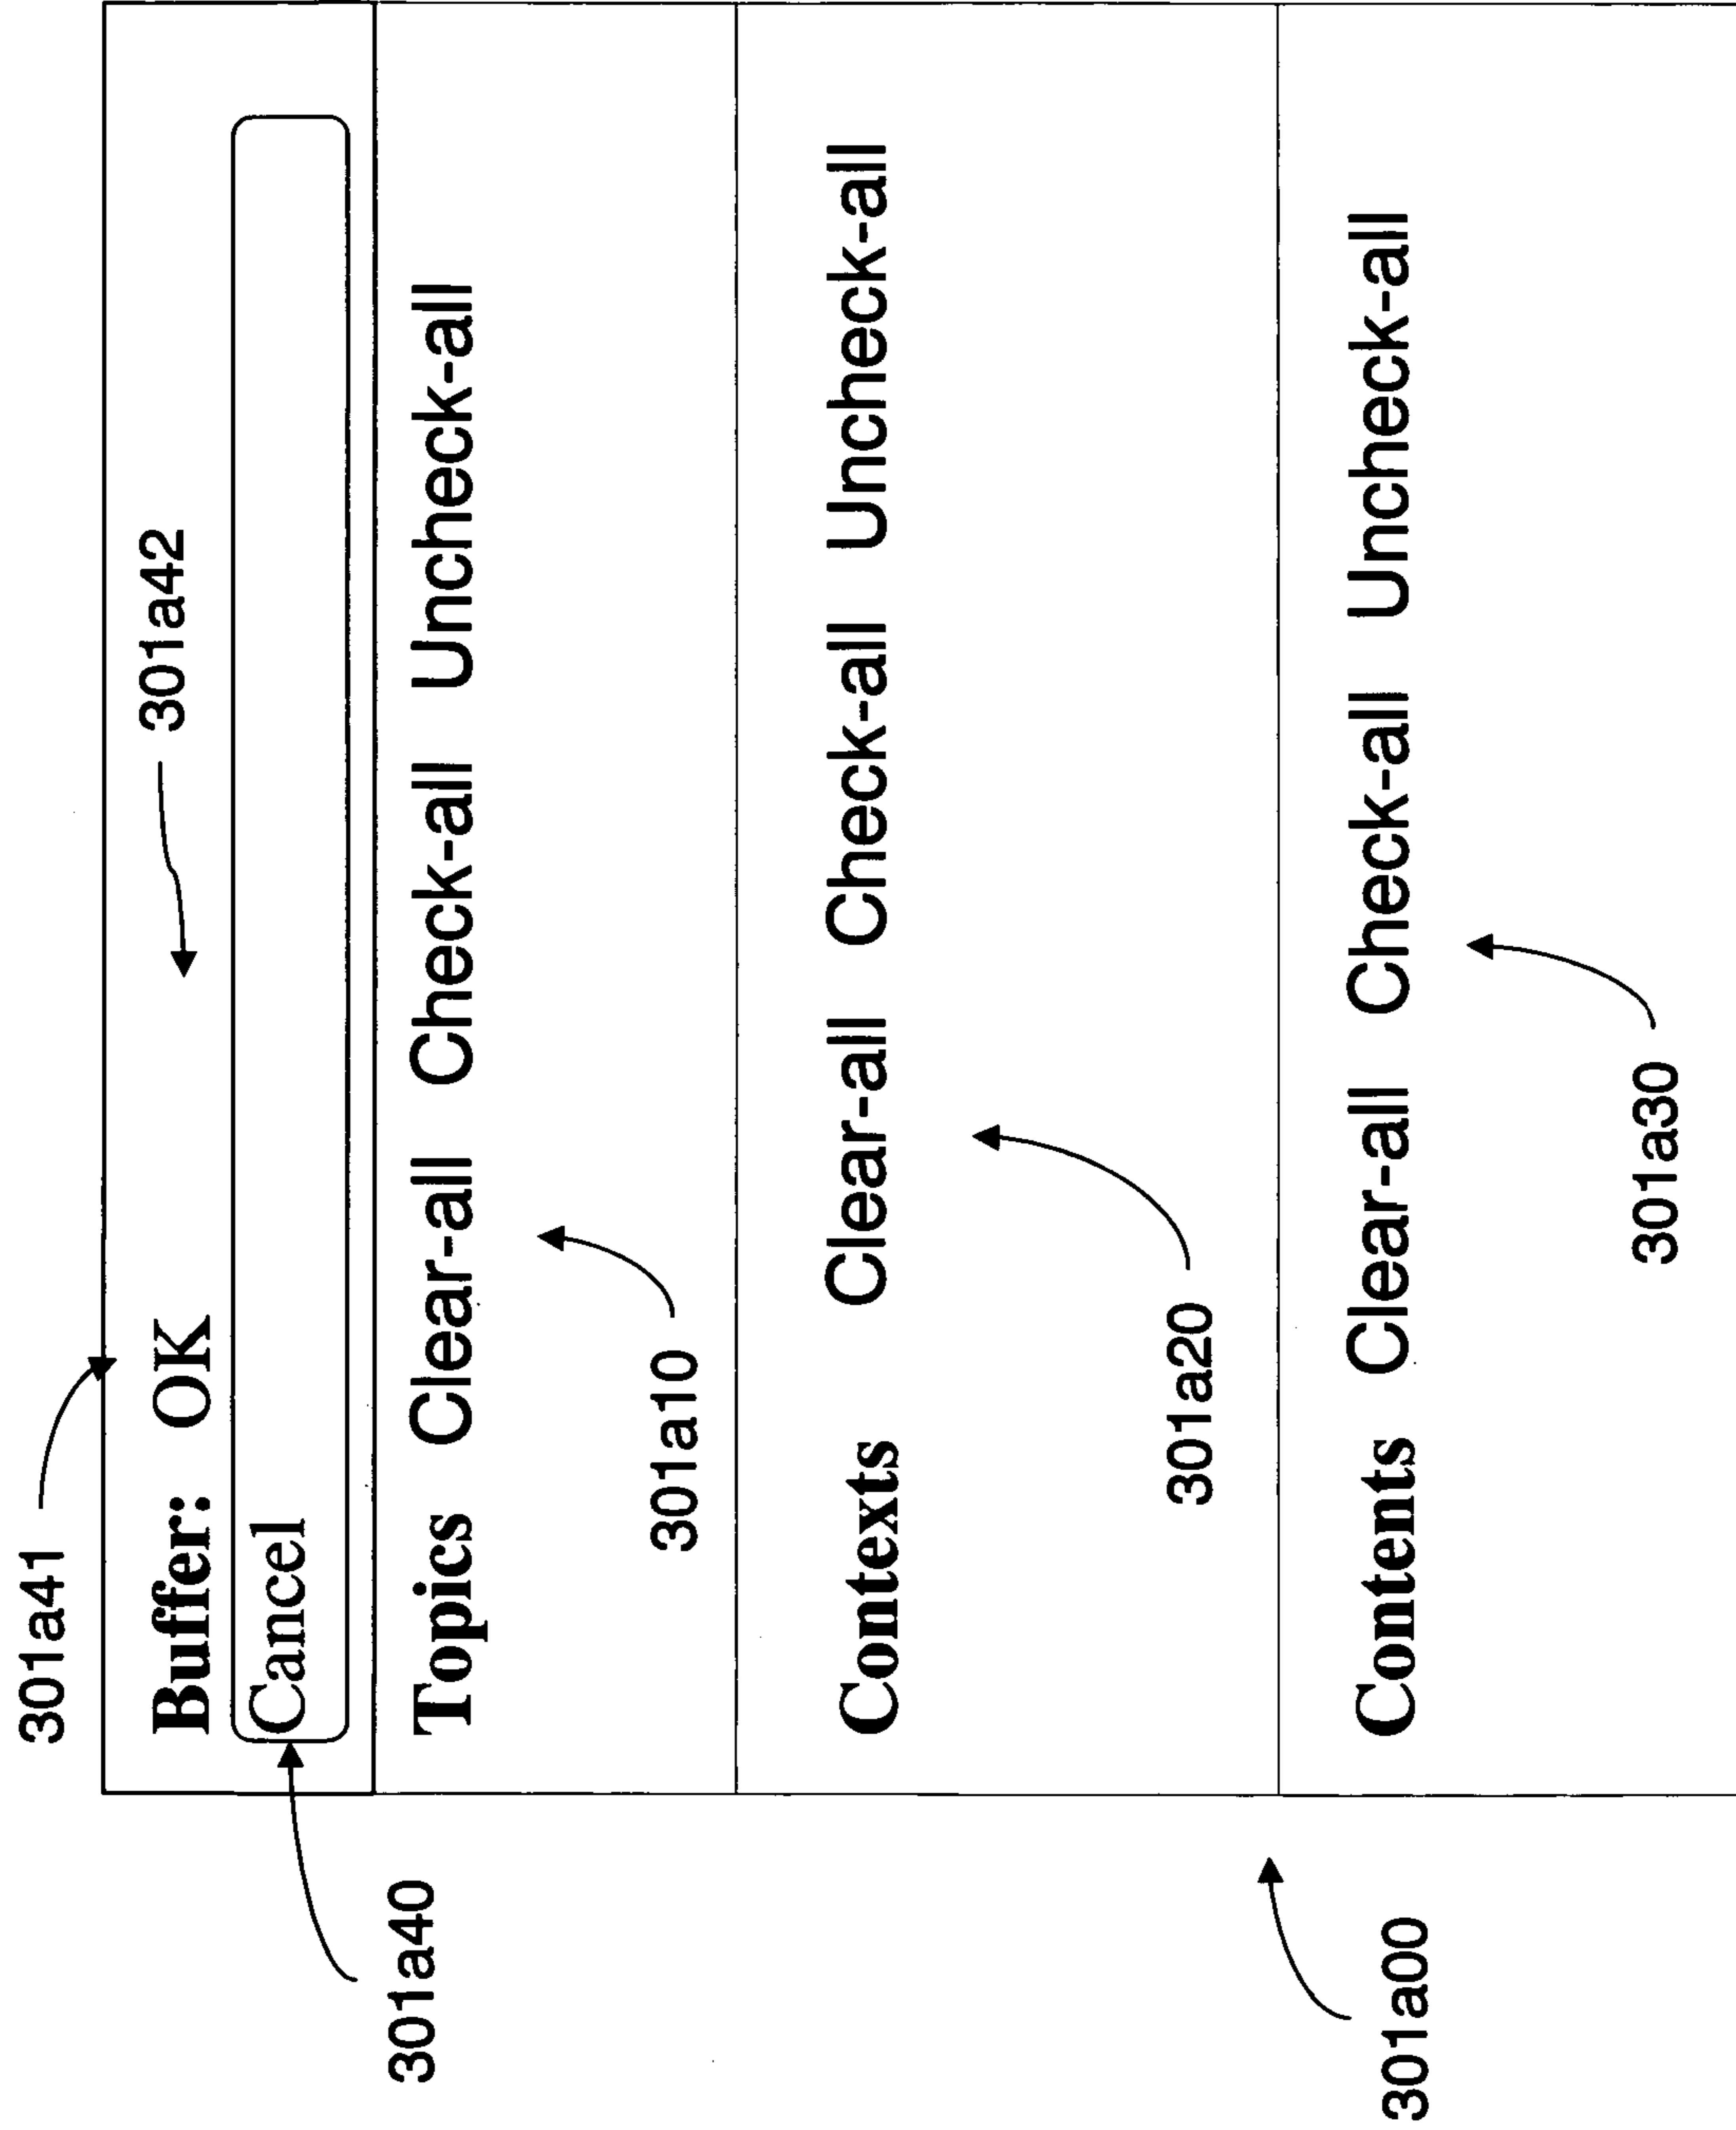 301a41
301a42
Buffer: OK
Cancel
301a40
Topics Clear-all Check-all Uncheck-all
301a10
Contexts Clear-all Check-all Uncheck-all
301a20
Contents Clear-all Check-all Uncheck-all
301a00
301a30